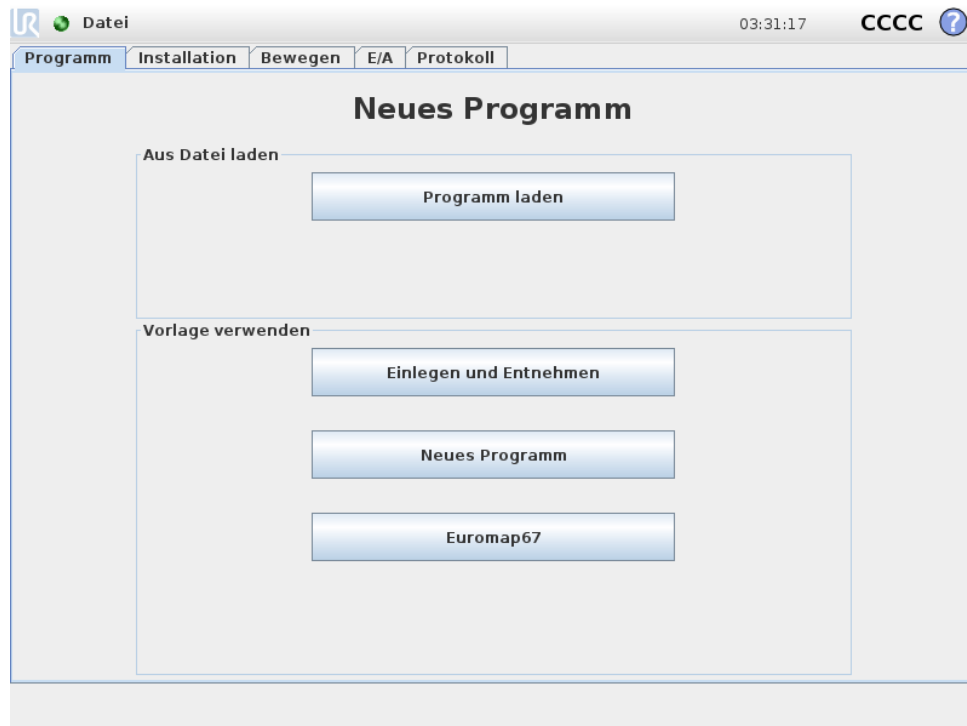 UR Datei 03:31:17 CCCC ?
Programm Installation Bewegen E/A Protokoll
Neues Programm
Aus Datei laden
Programm laden
Vorlage verwenden
Einlegen und Entnehmen
Neues Programm
Euromap67